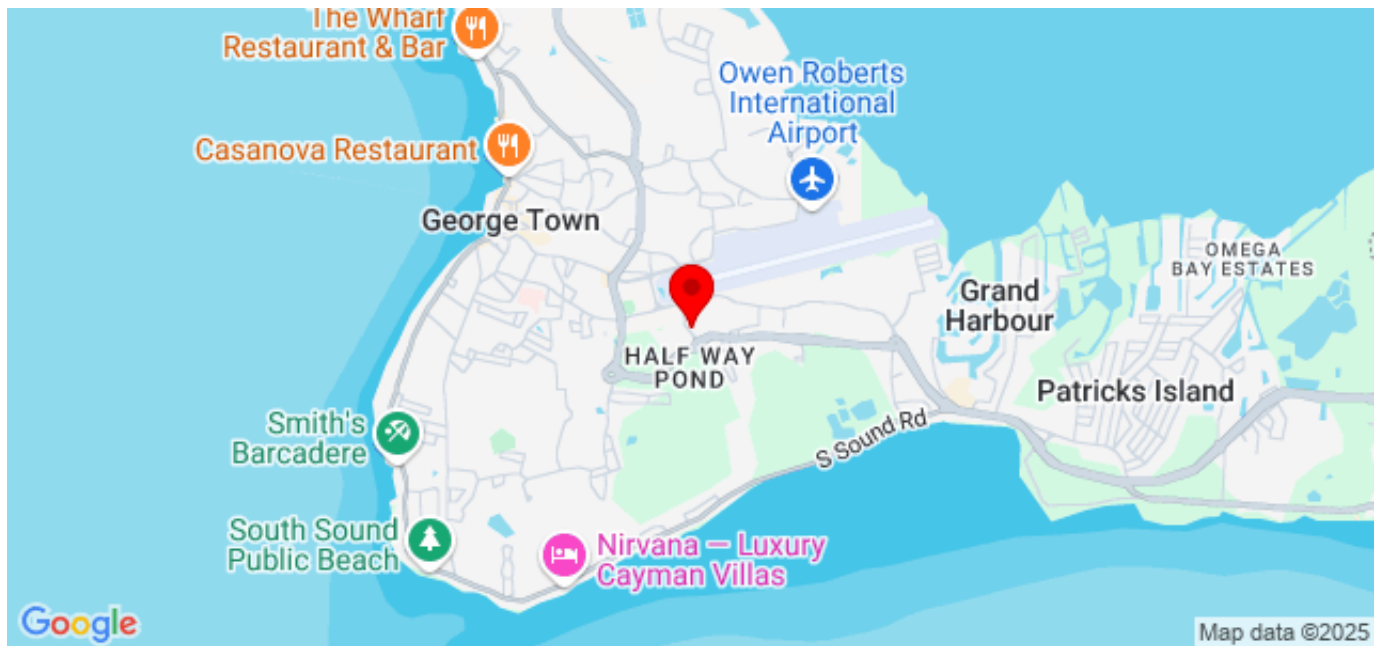 The Wharf
Restaurant & Bar
Owen Roberts
International
Airport
Casanova Restaurant
George Town
OMEGA
BAY ESTATES
Grand
Harbour
HALF WAY
POND
Patricks Island
Smith's
Barcadere
S Sound Rd
South Sound
Public Beach
Nirvana — Luxury
Cayman Villas
Google
Map data ©2025